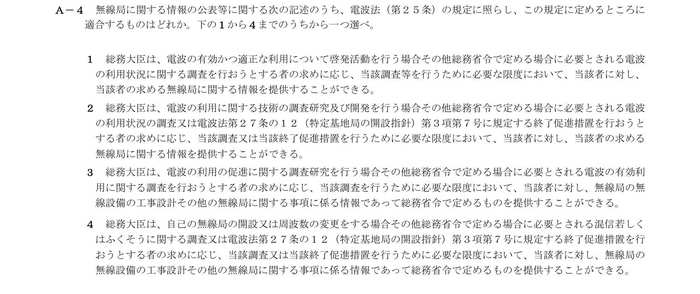 A－4　無線局に関する情報の公表等に関する次の記述のうち、電波法（第２５条）の規定に照らし、この規定に定めるところに
適合するものはどれか。下の１から４までのうちから一つ選べ。
1　総務大臣は、電波の有効かつ適正な利用について啓発活動を行う場合その他総務省令で定める場合に必要とされる電波
の利用状況に関する調査を行おうとする者の求めに応じ、当該調査等を行うために必要な限度において、当該者に対し、
当該者の求める無線局に関する情報を提供することができる。
2　総務大臣は、電波の利用に関する技術の調査研究及び開発を行う場合その他総務省令で定める場合に必要とされる電波
の利用状況の調査又は電波法第２７条の１２（特定基地局の開設指針）第３項第７号に規定する終了促進措置を行おうと
する者の求めに応じ、当該調査又は当該終了促進措置を行うために必要な限度において、当該者に対し、当該者の求める
無線局に関する情報を提供することができる。
3　総務大臣は、電波の利用の促進に関する調査研究を行う場合その他総務省令で定める場合に必要とされる電波の有効利
用に関する調査を行おうとする者の求めに応じ、当該調査を行うために必要な限度において、当該者に対し、無線局の無
線設備の工事設計その他の無線局に関する事項に係る情報であって総務省令で定めるものを提供することができる。
4　総務大臣は、自己の無線局の開設又は周波数の変更をする場合その他総務省令で定める場合に必要とされる混信若しく
はふくそうに関する調査又は電波法第２７条の１２（特定基地局の開設指針）第３項第７号に規定する終了促進措置を行
おうとする者の求めに応じ、当該調査又は当該終了促進措置を行うために必要な限度において、当該者に対し、無線局の
無線設備の工事設計その他の無線局に関する事項に係る情報であって総務省令で定めるものを提供することができる。